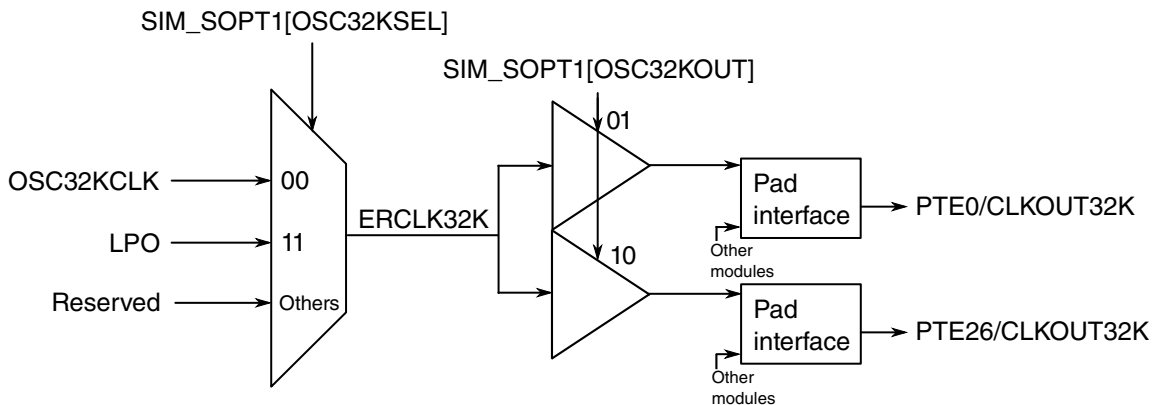 SIM_SOPT1[OSC32KSEL]
SIM_SOPT1[OSC32KOUT]
01
OSC32KCLK
00
Pad
interface
PTE0/CLKOUT32K
ERCLK32K
LPO
11
Other
modules
10
Reserved
Others
Pad
interface
PTE26/CLKOUT32K
Other
modules